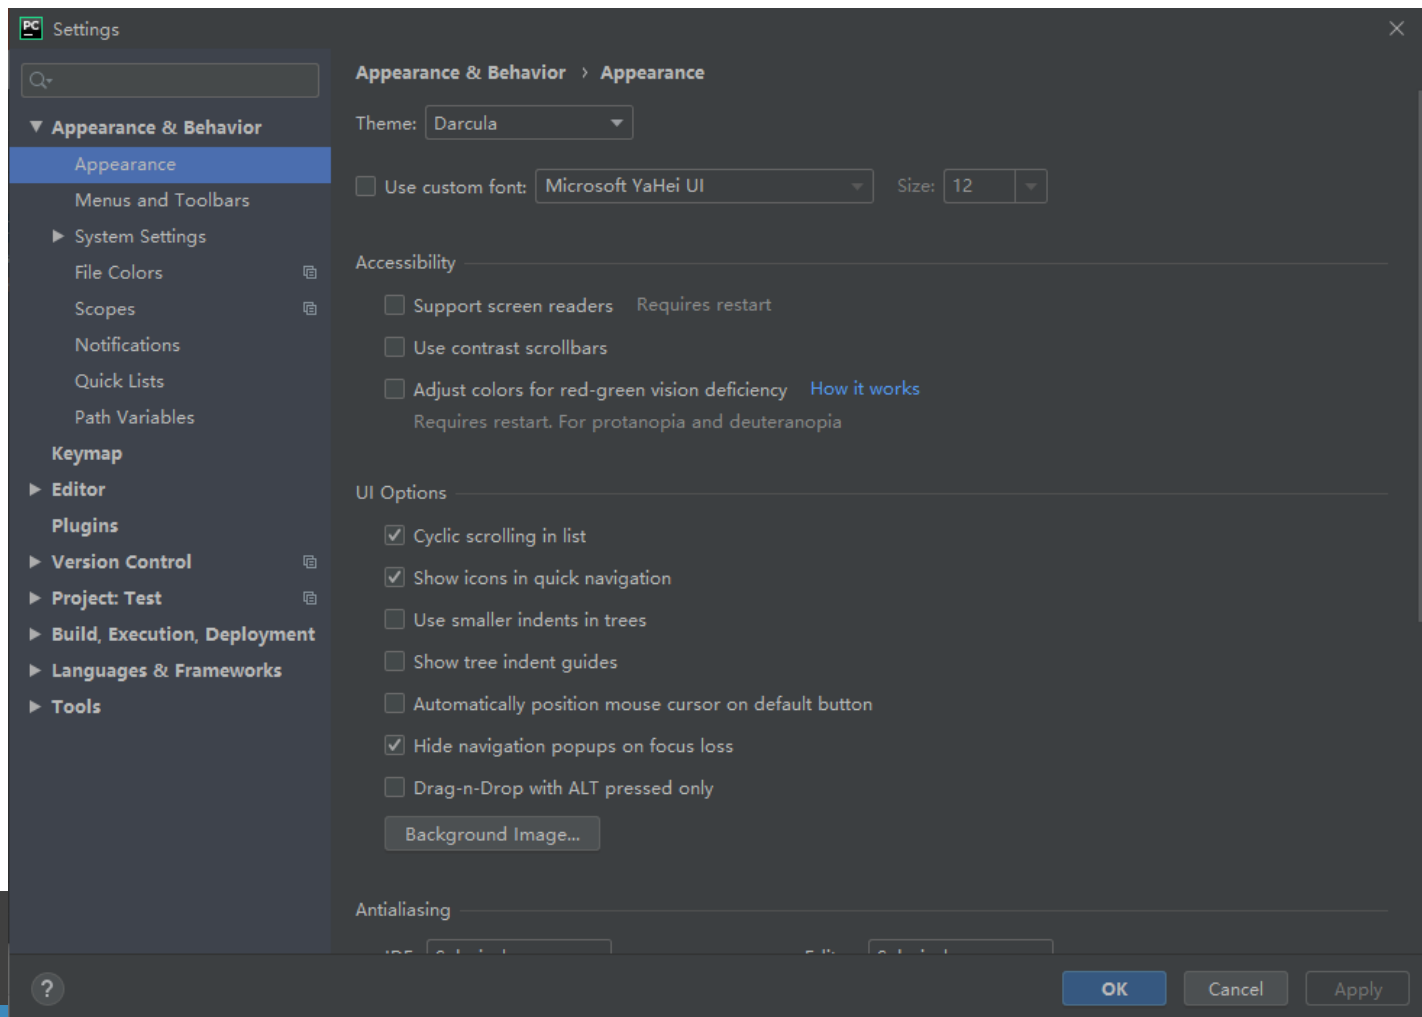 PC Settings
Appearance & Behavior
Appearance
Menus and Toolbars
System Settings
File Colors
Scopes
Notifications
Quick Lists
Path Variables
Keymap
Editor
Plugins
Version Control
Project: Test
Build, Execution, Deployment
Languages & Frameworks
Tools
Appearance & Behavior › Appearance
Theme: Darcula
Use custom font: Microsoft YaHei UI Size: 12
Accessibility
Support screen readers Requires restart
Use contrast scrollbars
Adjust colors for red-green vision deficiency How it works
Requires restart. For protanopia and deuteranopia
UI Options
Cyclic scrolling in list
Show icons in quick navigation
Use smaller indents in trees
Show tree indent guides
Automatically position mouse cursor on default button
Hide navigation popups on focus loss
Drag-n-Drop with ALT pressed only
Background Image...
Antialiasing
? OK Cancel Apply